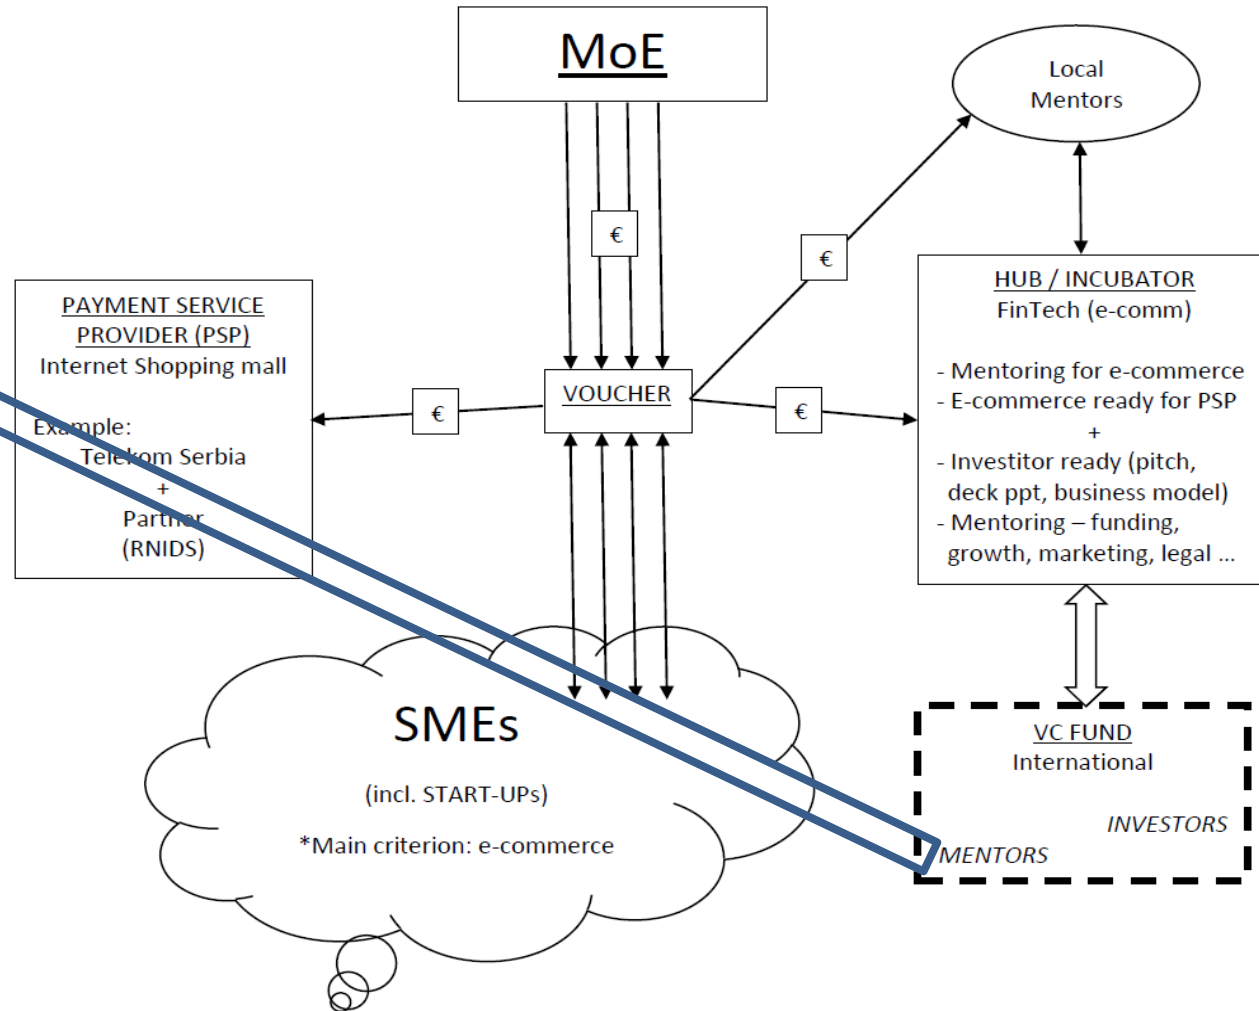 MoE
Local
Mentors
€
€
PAYMENT SERVICE
PROVIDER (PSP)
Internet Shopping mall
Example:
Telekom Serbia
+
Partner
(RNIDS)
€
VOUCHER
€
HUB / INCUBATOR
FinTech (e-comm)
- Mentoring for e-commerce
- E-commerce ready for PSP
+
- Investitor ready (pitch,
deck ppt, business model)
- Mentoring – funding,
growth, marketing, legal ...
SMEs
(incl. START-UPs)
*Main criterion: e-commerce
VC FUND
International
INVESTORS
MENTORS